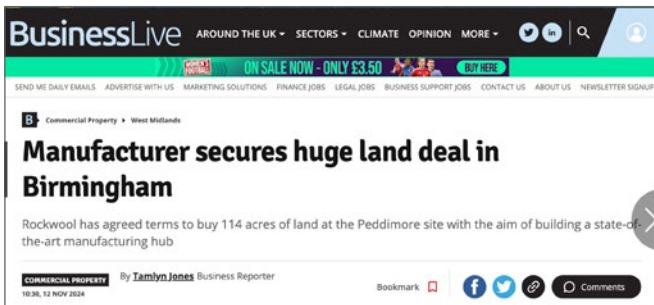 BusinessLive AROUND THE UK SECTORS CLIMATE OPINION MORE
WOMEN'S FOOTBALL ON SALE NOW - ONLY £3.50 BUY HERE
SEND ME DAILY EMAILS ADVERTISE WITH US MARKETING SOLUTIONS FINANCE JOBS LEGAL JOBS BUSINESS SUPPORT JOBS CONTACT US ABOUT US NEWSLETTER SIGNUP
B Commercial Property West Midlands
Manufacturer secures huge land deal in
Birmingham
Rockwool has agreed terms to buy 114 acres of land at the Peddimore site with the aim of building a state-of-
the-art manufacturing hub
COMMERCIAL PROPERTY By Tamlyn Jones Business Reporter
10:30, 12 NOV 2024
Bookmark Comments